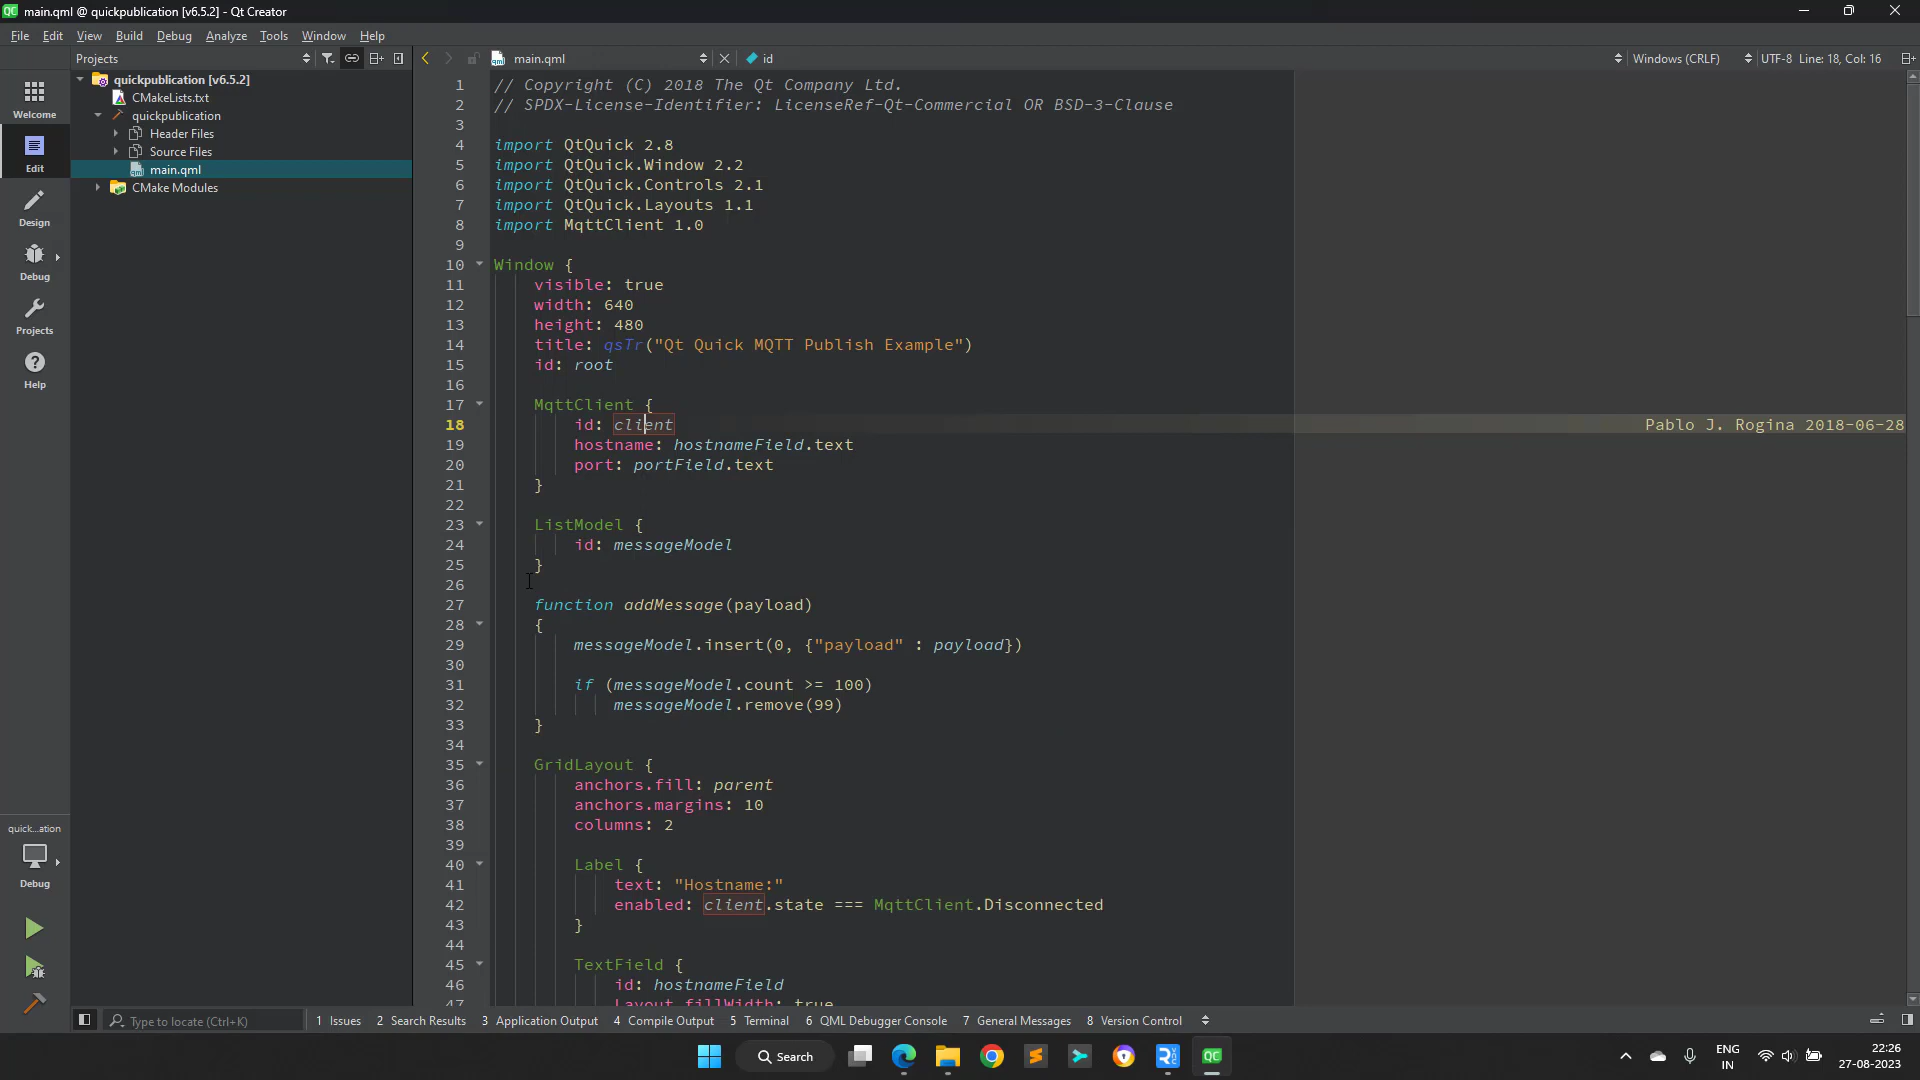 main.qml @ quickpublication [v6.5.2] - Qt Creator
File Edit View Build Debug Analyze Tools Window Help
Projects
main.qml
id
Windows (CRLF)
UTF-8 Line: 18, Col: 16
Welcome
Edit
Design
Debug
Projects
Help
quickpublication [v6.5.2]
CMakeLists.txt
quickpublication
Header Files
Source Files
main.qml
CMake Modules
1 // Copyright (C) 2018 The Qt Company Ltd.
2 // SPDX-License-Identifier: LicenseRef-Qt-Commercial OR BSD-3-Clause
3
4 import QtQuick 2.8
5 import QtQuick.Window 2.2
6 import QtQuick.Controls 2.1
7 import QtQuick.Layouts 1.1
8 import MqttClient 1.0
9
10 Window {
11 visible: true
12 width: 640
13 height: 480
14 title: qsTr("Qt Quick MQTT Publish Example")
15 id: root
16
17 MqttClient {
18 id: client Pablo J. Rogina 2018-06-28
19 hostname: hostnameField.text
20 port: portField.text
21 }
22
23 ListModel {
24 id: messageModel
25 }
26
27 function addMessage(payload)
28 {
29 messageModel.insert(0, {"payload" : payload})
30
31 if (messageModel.count >= 100)
32 messageModel.remove(99)
33 }
34
35 GridLayout {
36 anchors.fill: parent
37 anchors.margins: 10
38 columns: 2
39
40 Label {
41 text: "Hostname:"
42 enabled: client.state === MqttClient.Disconnected
43 }
44
45 TextField {
46 id: hostnameField
47 Layout.fillWidth: true
quick...ation
Debug
Type to locate (Ctrl+K)
1 Issues 2 Search Results 3 Application Output 4 Compile Output 5 Terminal 6 QML Debugger Console 7 General Messages 8 Version Control
Search
ENG
IN
22:26
27-08-2023